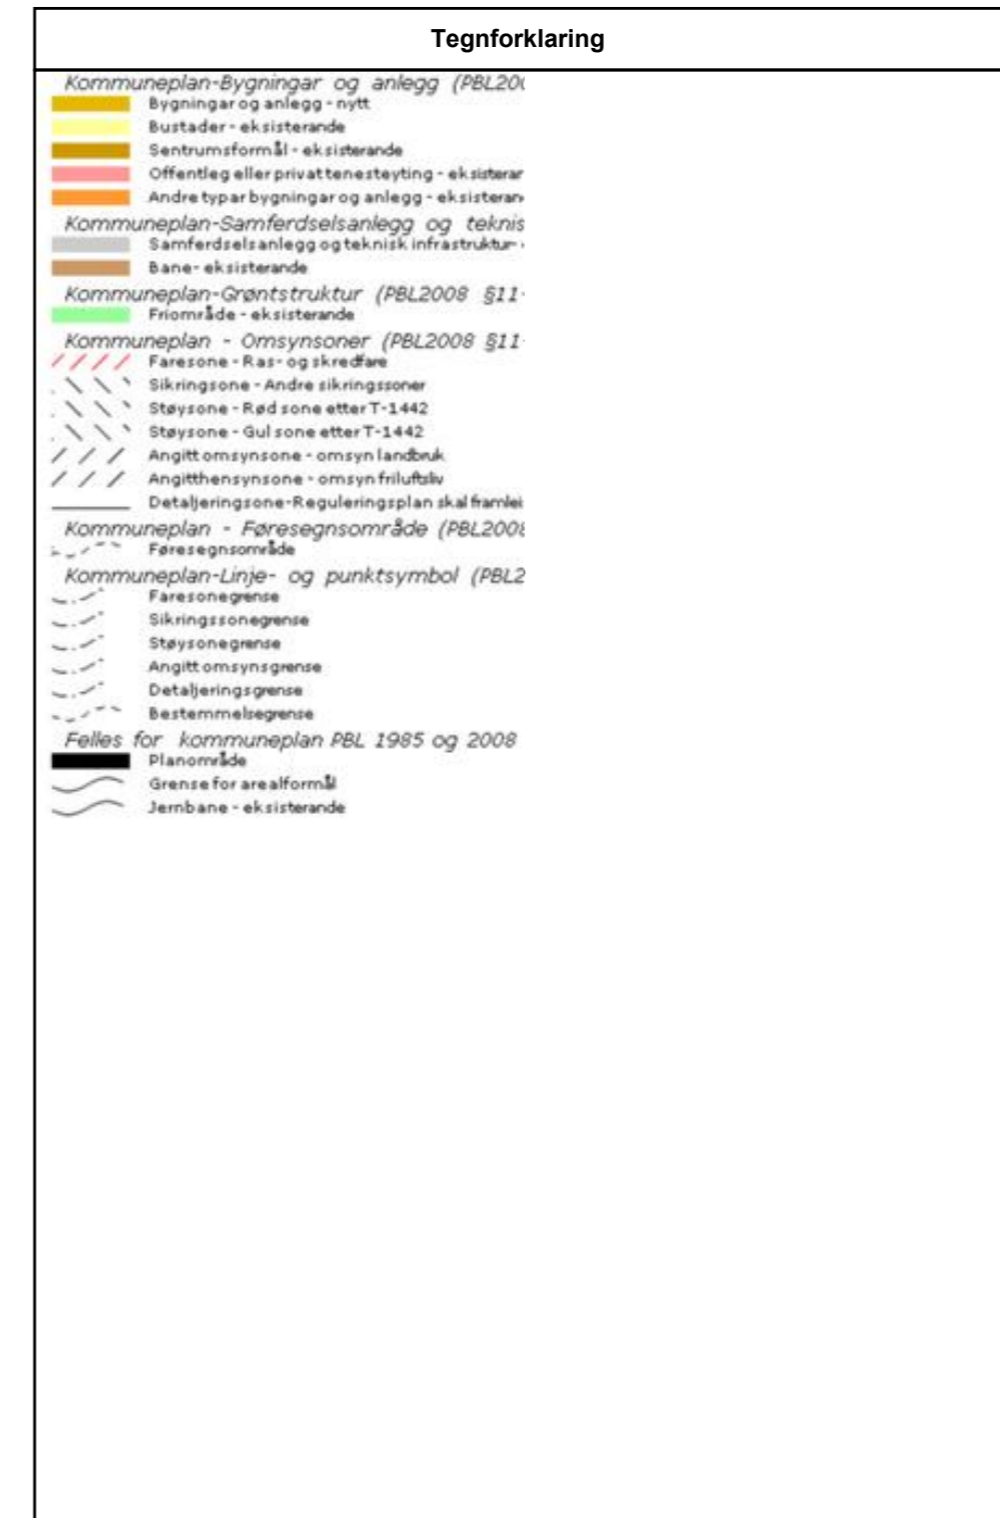 Tegnforklaring
Kommuneplan-Bygningar og anlegg (PBL200
Bygningar og anlegg - nytt
Bustader - eksisterande
Sentrumsformål - eksisterande
Offentleg eller privat tenesteyting - eksisterar
Andre typar bygningar og anlegg - eksisteran
Kommuneplan-Samferdselsanlegg og teknis
Samferdselsanlegg og teknisk infrastruktur-
Bane- eksisterande
Kommuneplan-Grøntstruktur (PBL2008 §11-
Friområde - eksisterande
Kommuneplan - Omsynsoner (PBL2008 §11-
Faresone - Ras- og skredfare
Sikringsone - Andre sikringssoner
Støysone - Rød sone etter T-1442
Støysone - Gul sone etter T-1442
Angitt omsynsone - omsyn landbruk
Angitthensynsone - omsyn friluftsliv
Detaljeringsone-Reguleringsplan skal framlei
Kommuneplan - Føresegnsområde (PBL2008
Føresegnsområde
Kommuneplan-Linje- og punktsymbol (PBL2
Faresonegrense
Sikringssonegrense
Støysonegrense
Angitt omsynsgrense
Detaljeringsgrense
Bestemmelsegrense
Felles for kommuneplan PBL 1985 og 2008
Planområde
Grense for arealformål
Jernbane - eksisterande